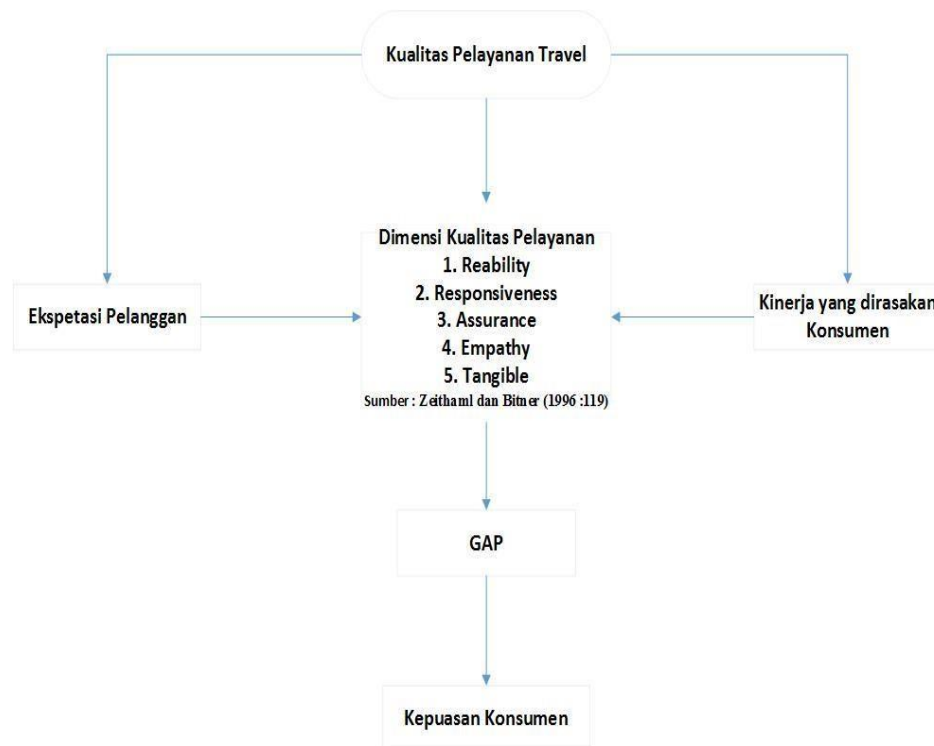 Kualitas Pelayanan Travel
Dimensi Kualitas Pelayanan
1. Reability
2. Responsiveness
3. Assurance
4. Empathy
5. Tangible
Sumber : Zeithaml dan Bitner (1996 :119)
Ekspetasi Pelanggan
Kinerja yang dirasakan
Konsumen
GAP
Kepuasan Konsumen